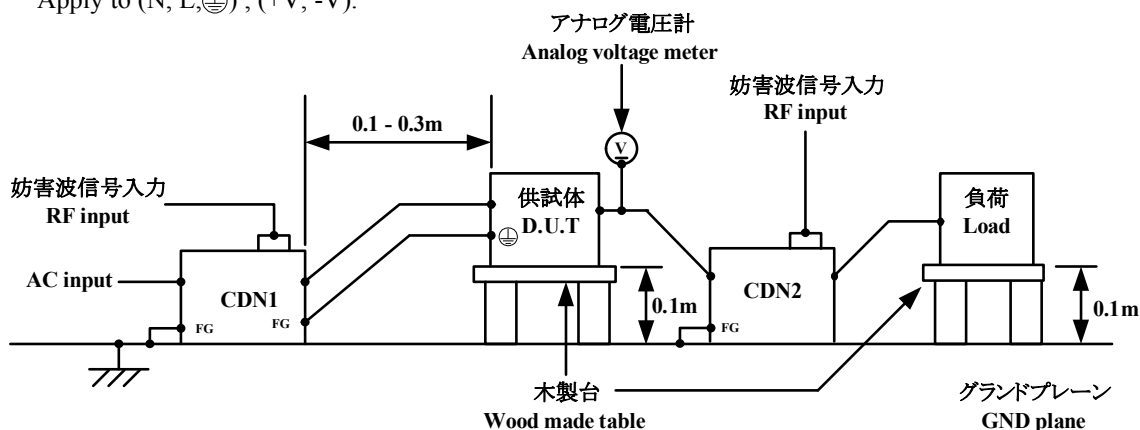 Apply to (N, L,⏚) , (+V, -V).
アナログ電圧計
Analog voltage meter
妨害波信号入力
RF input
0.1 - 0.3m
V
妨害波信号入力
RF input
供試体
D.U.T
負荷
Load
AC input
CDN1
FG
FG
0.1m
CDN2
FG
0.1m
木製台
Wood made table
グランドプレーン
GND plane